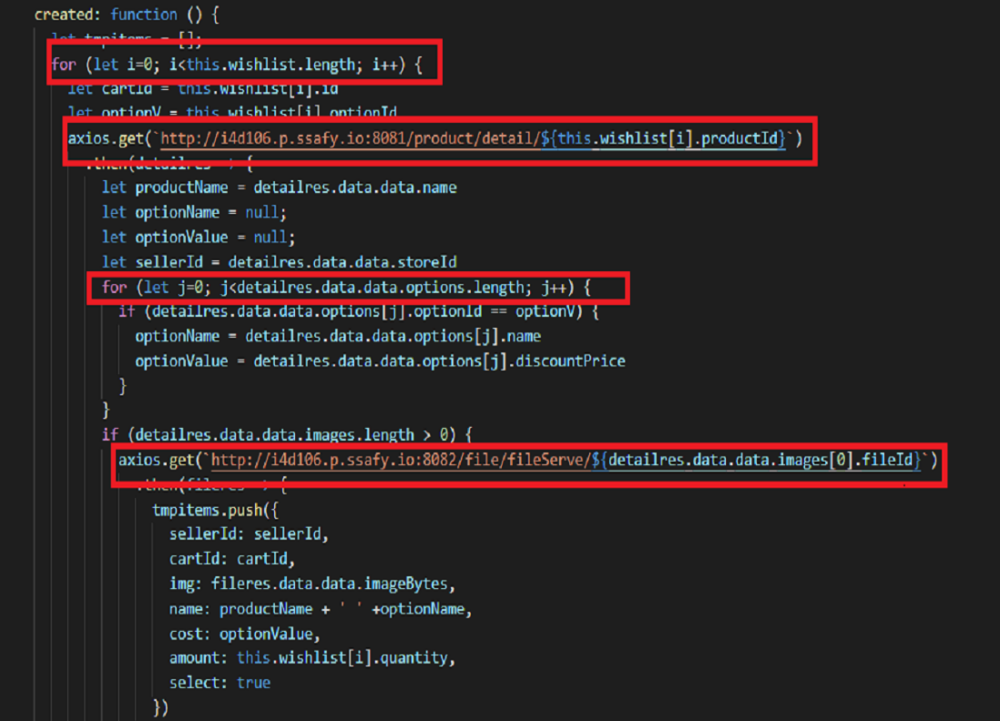 created: function () {
let tmpitems = [];
for (let i=0; i<this.wishlist.length; i++) {
let cartId = this.wishlist[i].id
let optionV = this.wishlist[i].optionId
axios.get(`http://i4d106.p.ssafy.io:8081/product/detail/${this.wishlist[i].productId}`)
.then(detailres => {
let productName = detailres.data.data.name
let optionName = null;
let optionValue = null;
let sellerId = detailres.data.data.storeId
for (let j=0; j<detailres.data.data.options.length; j++) {
if (detailres.data.data.options[j].optionId == optionV) {
optionName = detailres.data.data.options[j].name
optionValue = detailres.data.data.options[j].discountPrice
}
}
if (detailres.data.data.images.length > 0) {
axios.get(`http://i4d106.p.ssafy.io:8082/file/fileServe/${detailres.data.data.images[0].fileId}`)
.then(fileres => {
tmpitems.push({
sellerId: sellerId,
cartId: cartId,
img: fileres.data.data.imageBytes,
name: productName + ' ' +optionName,
cost: optionValue,
amount: this.wishlist[i].quantity,
select: true
})